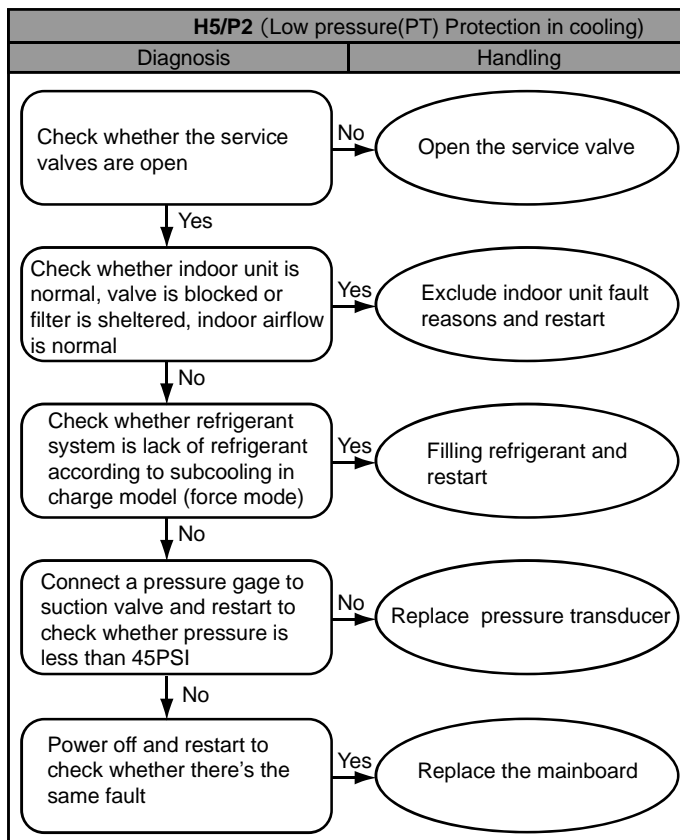 H5/P2 (Low pressure(PT) Protection in cooling)
Diagnosis
Handling
Check whether the service
valves are open
No
Open the service valve
Yes
Check whether indoor unit is
normal, valve is blocked or
filter is sheltered, indoor airflow
is normal
Yes
Exclude indoor unit fault
reasons and restart
No
Check whether refrigerant
system is lack of refrigerant
according to subcooling in
charge model (force mode)
Yes
Filling refrigerant and
restart
No
Connect a pressure gage to
suction valve and restart to
check whether pressure is
less than 45PSI
No
Replace pressure transducer
No
Power off and restart to
check whether there's the
same fault
Yes
Replace the mainboard